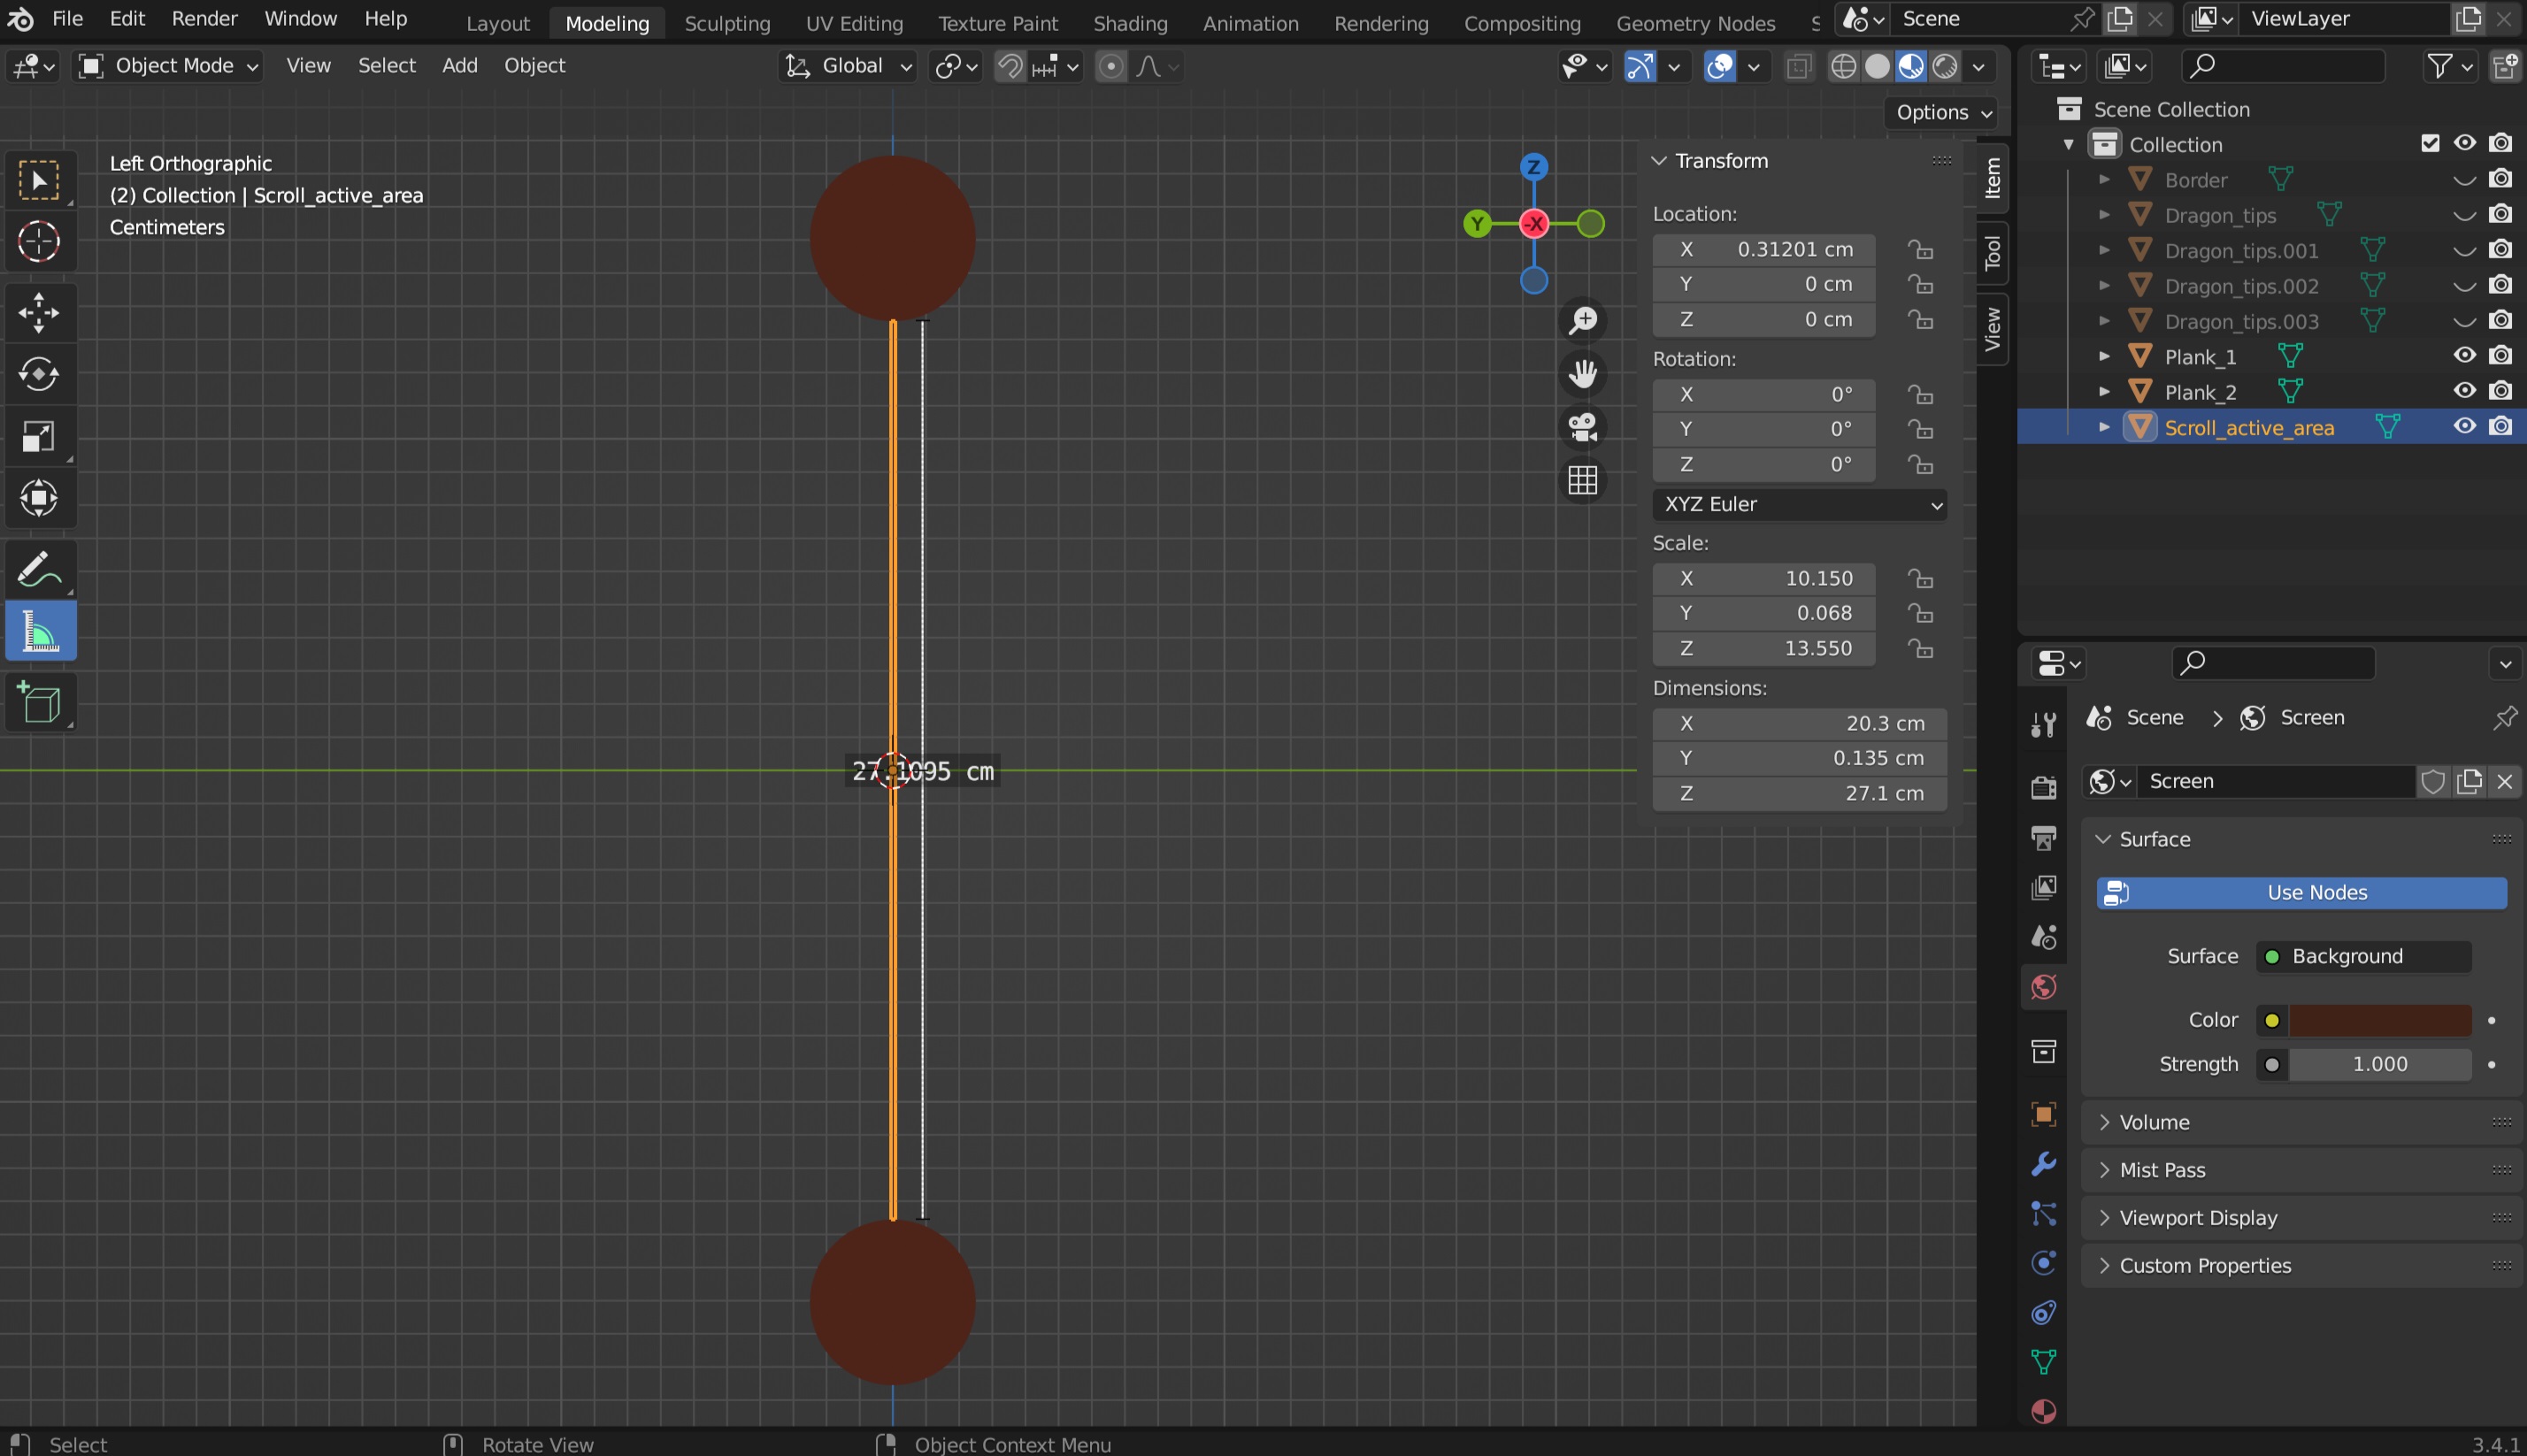 File Edit Render Window Help
Layout Modeling Sculpting UV Editing Texture Paint Shading Animation Rendering Compositing Geometry Nodes
Scene
ViewLayer
Object Mode View Select Add Object
Global
Options
Left Orthographic
(2) Collection | Scroll_active_area
Centimeters
27.1095 cm
Z
Y
-X
Transform
Location:
X 0.31201 cm
Y 0 cm
Z 0 cm
Rotation:
X 0°
Y 0°
Z 0°
XYZ Euler
Scale:
X 10.150
Y 0.068
Z 13.550
Dimensions:
X 20.3 cm
Y 0.135 cm
Z 27.1 cm
Item
Tool
View
Scene Collection
Collection
Border
Dragon_tips
Dragon_tips.001
Dragon_tips.002
Dragon_tips.003
Plank_1
Plank_2
Scroll_active_area
Scene > Screen
Screen
Surface
Use Nodes
Surface Background
Color
Strength 1.000
Volume
Mist Pass
Viewport Display
Custom Properties
Select Rotate View Object Context Menu
3.4.1